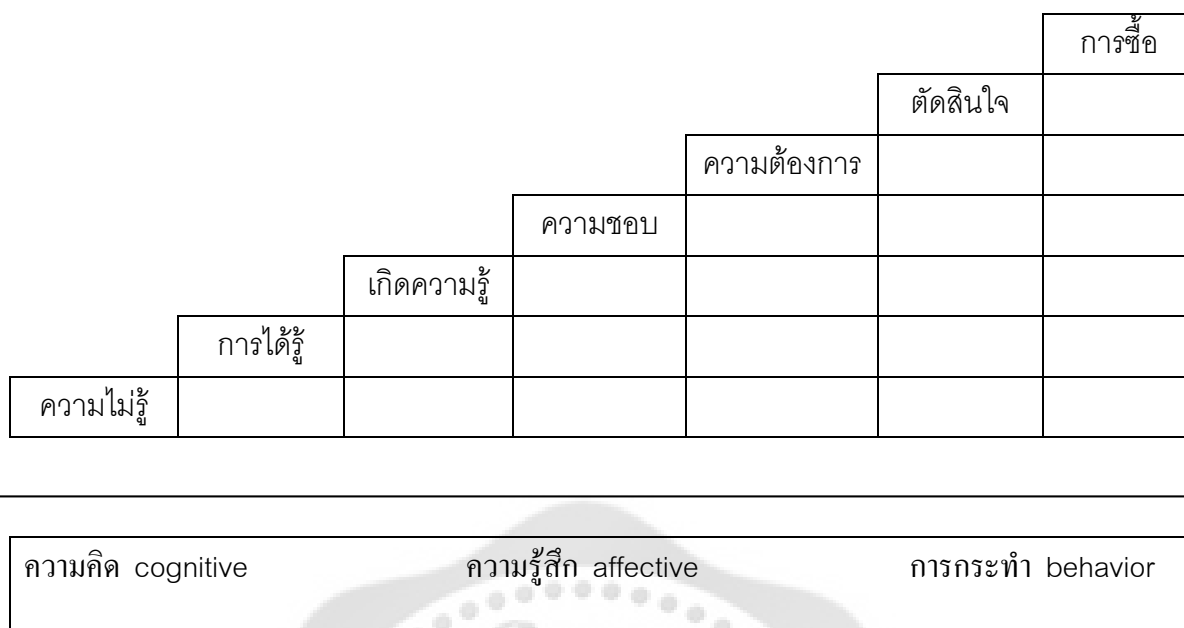 การซื้อ
ตัดสินใจ
ความต้องการ
ความชอบ
เกิดความรู้
การได้รู้
ความไม่รู้
ความคิด cognitive ความรู้สึก affective การกระทำ behavior